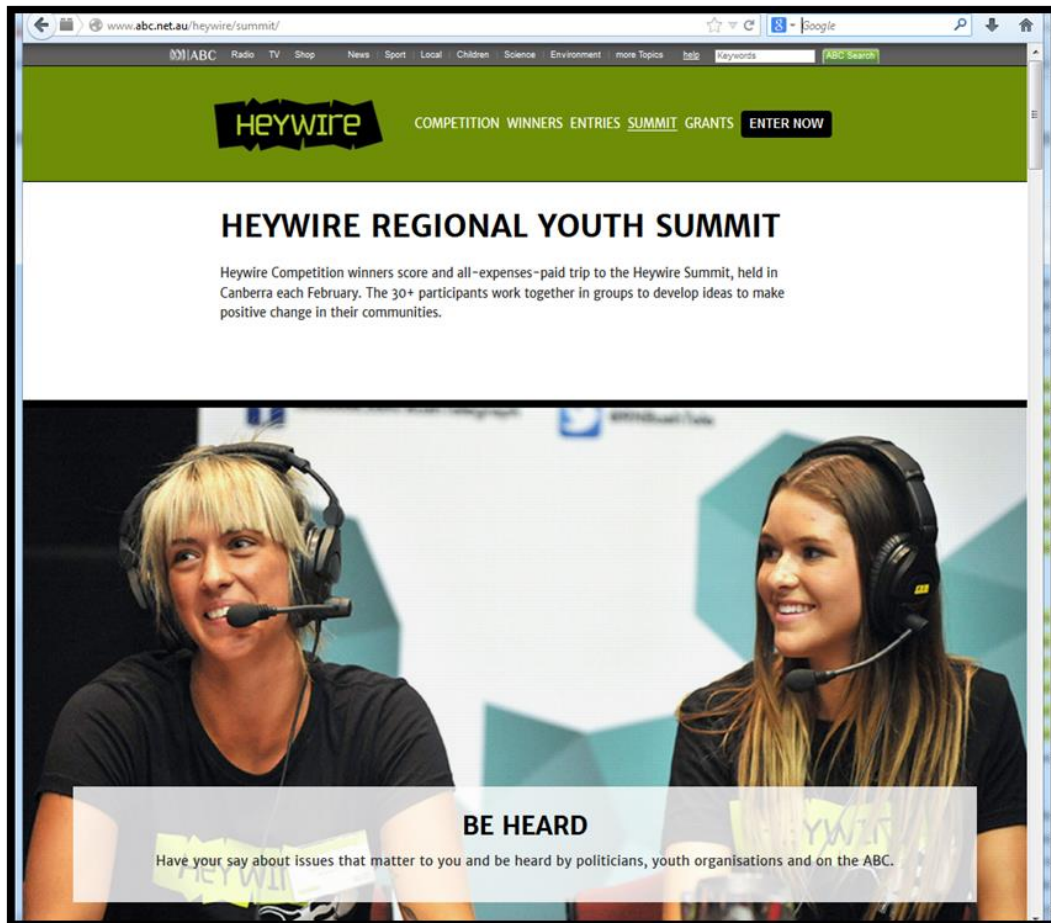 www.abc.net.au/heywire/summit/
Google
ABC Radio TV Shop News Sport Local Children Science Environment more Topics help Keywords ABC Search
HEYWIRE
COMPETITION WINNERS ENTRIES SUMMIT GRANTS ENTER NOW
HEYWIRE REGIONAL YOUTH SUMMIT
Heywire Competition winners score and all-expenses-paid trip to the Heywire Summit, held in
Canberra each February. The 30+ participants work together in groups to develop ideas to make
positive change in their communities.
BE HEARD
Have your say about issues that matter to you and be heard by politicians, youth organisations and on the ABC.